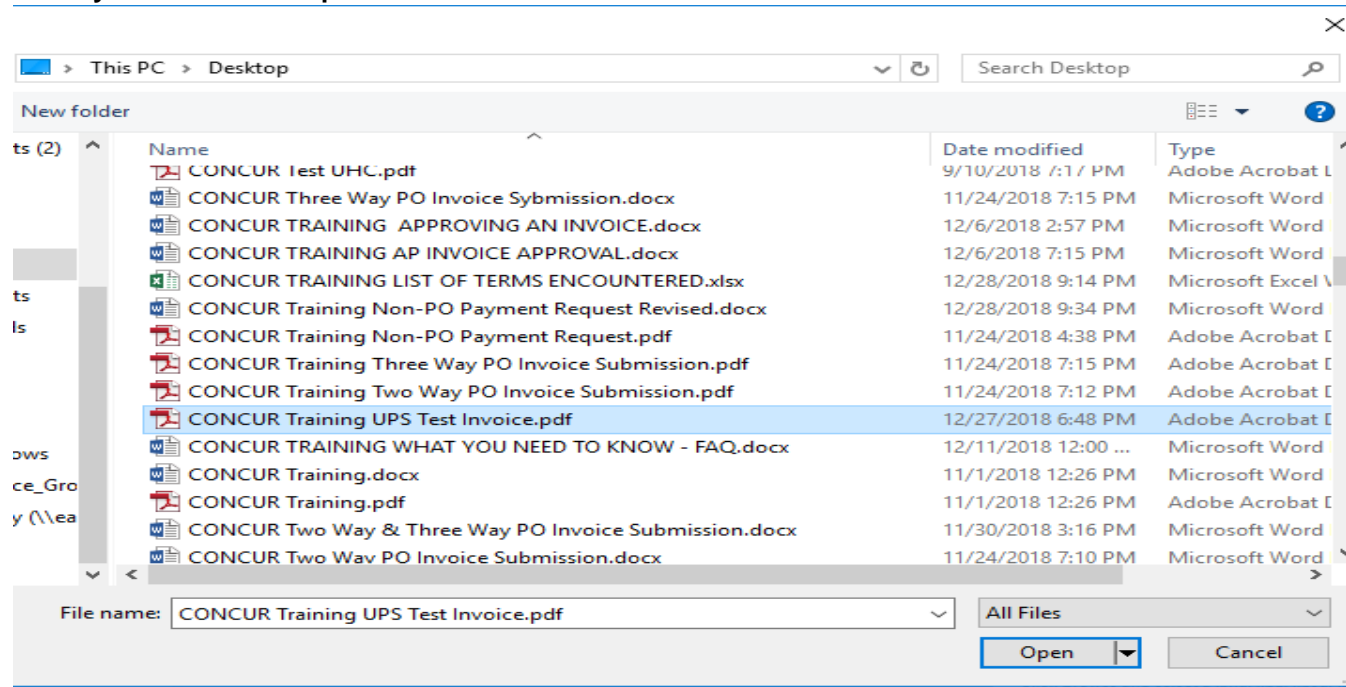 This PC > Desktop
Search Desktop
New folder
ts (2)
Name Date modified Type
CONCUR Test UHC.pdf 9/10/2018 7:17 PM Adobe Acrobat
CONCUR Three Way PO Invoice Sybmission.docx 11/24/2018 7:15 PM Microsoft Word
CONCUR TRAINING  APPROVING AN INVOICE.docx 12/6/2018 2:57 PM Microsoft Word
CONCUR TRAINING AP INVOICE APPROVAL.docx 12/6/2018 7:15 PM Microsoft Word
ts CONCUR TRAINING LIST OF TERMS ENCOUNTERED.xlsx 12/28/2018 9:14 PM Microsoft Excel
ls CONCUR Training Non-PO Payment Request Revised.docx 12/28/2018 9:34 PM Microsoft Word
CONCUR Training Non-PO Payment Request.pdf 11/24/2018 4:38 PM Adobe Acrobat
CONCUR Training Three Way PO Invoice Submission.pdf 11/24/2018 7:15 PM Adobe Acrobat
CONCUR Training Two Way PO Invoice Submission.pdf 11/24/2018 7:12 PM Adobe Acrobat
CONCUR Training UPS Test Invoice.pdf 12/27/2018 6:48 PM Adobe Acrobat
ows CONCUR TRAINING WHAT YOU NEED TO KNOW - FAQ.docx 12/11/2018 12:00 ... Microsoft Word
ce_Gro CONCUR Training.docx 11/1/2018 12:26 PM Microsoft Word
CONCUR Training.pdf 11/1/2018 12:26 PM Adobe Acrobat
y (\\ea CONCUR Two Way & Three Way PO Invoice Submission.docx 11/30/2018 3:16 PM Microsoft Word
CONCUR Two Way PO Invoice Submission.docx 11/24/2018 7:10 PM Microsoft Word
File name: CONCUR Training UPS Test Invoice.pdf All Files
Open Cancel